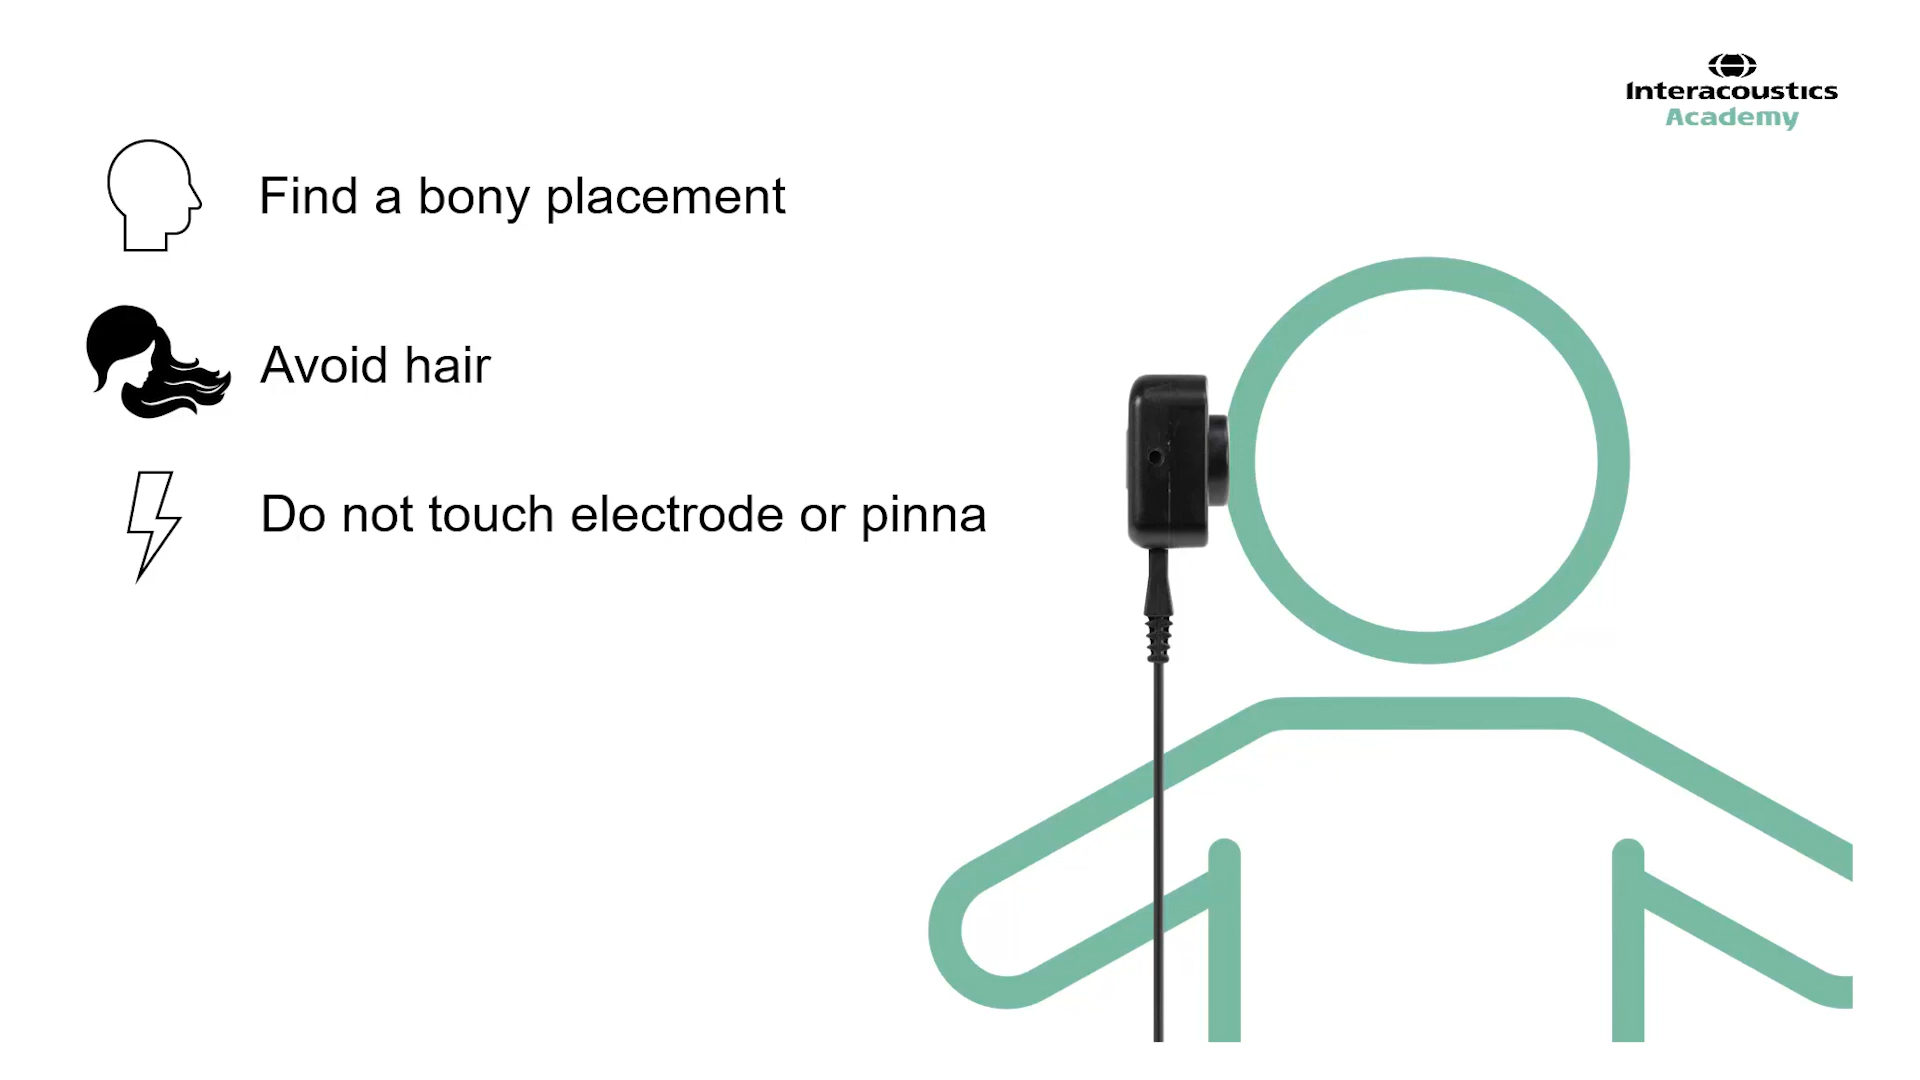 Interacoustics
Academy
Find a bony placement
Avoid hair
Do not touch electrode or pinna